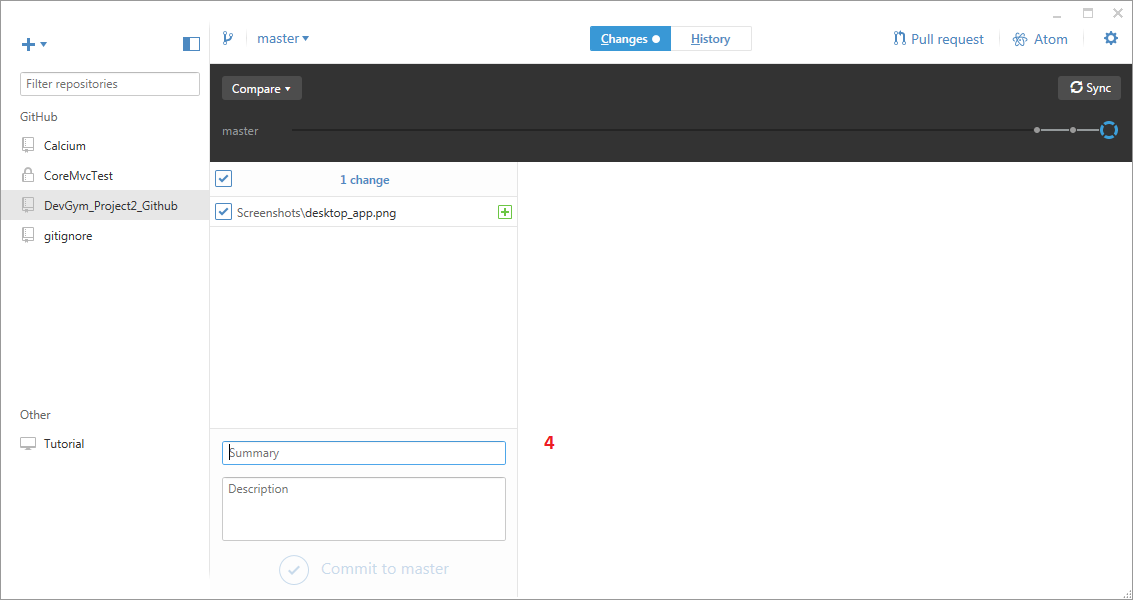 master
Changes
History
Pull request
Atom
Filter repositories
GitHub
Calcium
CoreMvcTest
DevGym_Project2_Github
gitignore
Other
Tutorial
Compare
Sync
master
1 change
Screenshots\desktop_app.png
Summary
Description
Commit to master
4